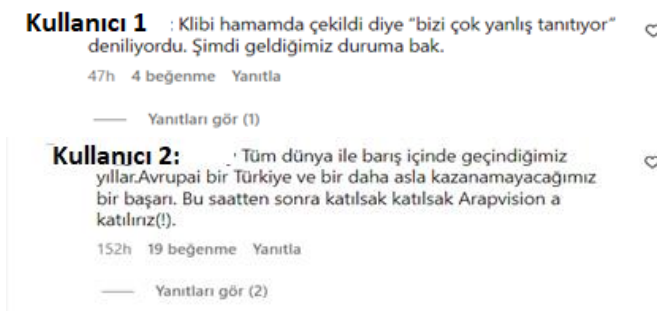 Kullanıcı 1 : Klibi hamamda çekildi diye “bizi çok yanlış tanıtıyor”
deniliyordu. Şimdi geldiğimiz duruma bak.
47h 4 beğenme Yanıtla
Yanıtları gör (1)
Kullanıcı 2: Tüm dünya ile barış içinde geçindiğimiz
yıllar.Avrupai bir Türkiye ve bir daha asla kazanamayacağımız
bir başarı. Bu saatten sonra katılsak katılsak Arapvision a
katılırız(!).
152h 19 beğenme Yanıtla
Yanıtları gör (2)